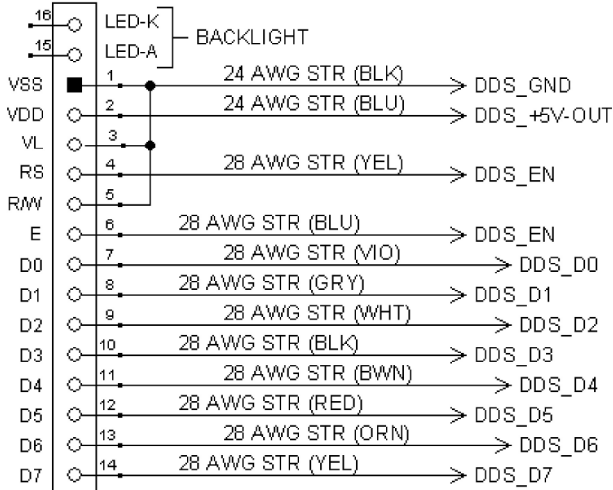 16 LED-K
BACKLIGHT
15 LED-A
VSS 1 24 AWG STR (BLK) DDS_GND
VDD 2 24 AWG STR (BLU) DDS_+5V-OUT
VL 3
RS 4 28 AWG STR (YEL) DDS_EN
R/W 5
E 6 28 AWG STR (BLU) DDS_EN
D0 7 28 AWG STR (VIO) DDS_D0
D1 8 28 AWG STR (GRY) DDS_D1
D2 9 28 AWG STR (WHT) DDS_D2
D3 10 28 AWG STR (BLK) DDS_D3
D4 11 28 AWG STR (BWN) DDS_D4
D5 12 28 AWG STR (RED) DDS_D5
D6 13 28 AWG STR (ORN) DDS_D6
D7 14 28 AWG STR (YEL) DDS_D7